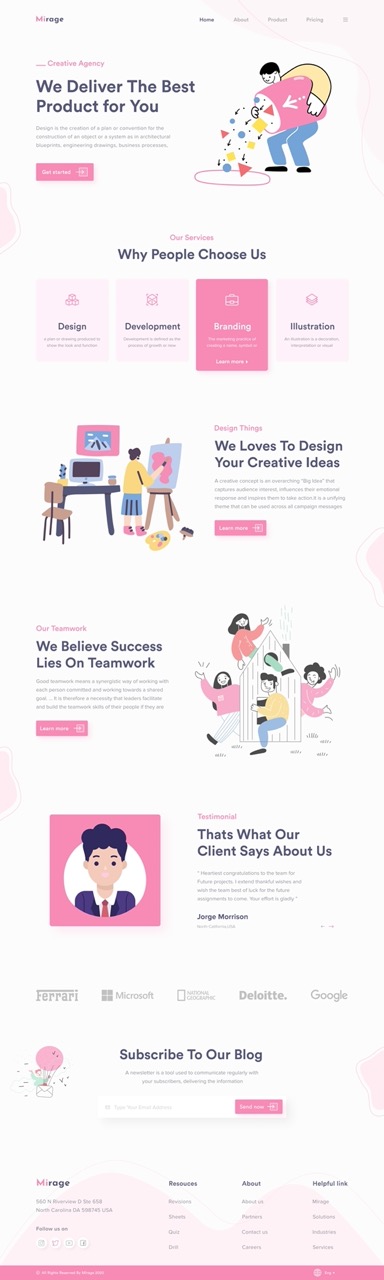 Mirage
Home About Product Pricing
Creative Agency
We Deliver The Best
Product for You
Design is the creation of a plan or convention for the
construction of an object or a system as in architectural
blueprints, engineering drawings, business processes,
Get started
Our Services
Why People Choose Us
Design
A plan or drawing produced to
show the look and function
Development
Development is defined as the
process of growth or new
Branding
The marketing practice of
creating a name, symbol or
Learn more +
Illustration
An illustration is a decoration,
interpretation or visual
Design Things
We Loves To Design
Your Creative Ideas
A creative concept is an overarching "Big Idea" that
captures audience interest, influences their emotional
response and inspires them to take action.It is a unifying
theme that can be used across all campaign messages
Learn more
Our Teamwork
We Believe Success
Lies On Teamwork
Good teamwork means a synergistic way of working with
each person committed and working towards a shared
goal. ... It is therefore a necessity that leaders facilitate
and build the teamwork skills of their people if they are
Learn more
Testimonial
Thats What Our
Client Says About Us
" Heartiest congratulations to the team for
Future projects. I extend thankful wishes and
wish the team best of luck for the future
assignments to come. Your effort is gladly "
Jorge Morrison
North California,USA
Ferrari Microsoft NATIONAL GEOGRAPHIC Deloitte. Google
Subscribe To Our Blog
A newsletter is a tool used to communicate regularly with
your subscribers, delivering the information
Type Your Email Address
Send now
Mirage
560 N Riverview D Ste 658
North Carolina DA 598745 USA
Follow us on
Resouces
Revisions
Sheets
Quiz
Drift
About
About us
Partners
Contact us
Careers
Helpful link
Mirage
Solutions
Industries
Services
All Rights Reserved By Mirage 2021
Eng